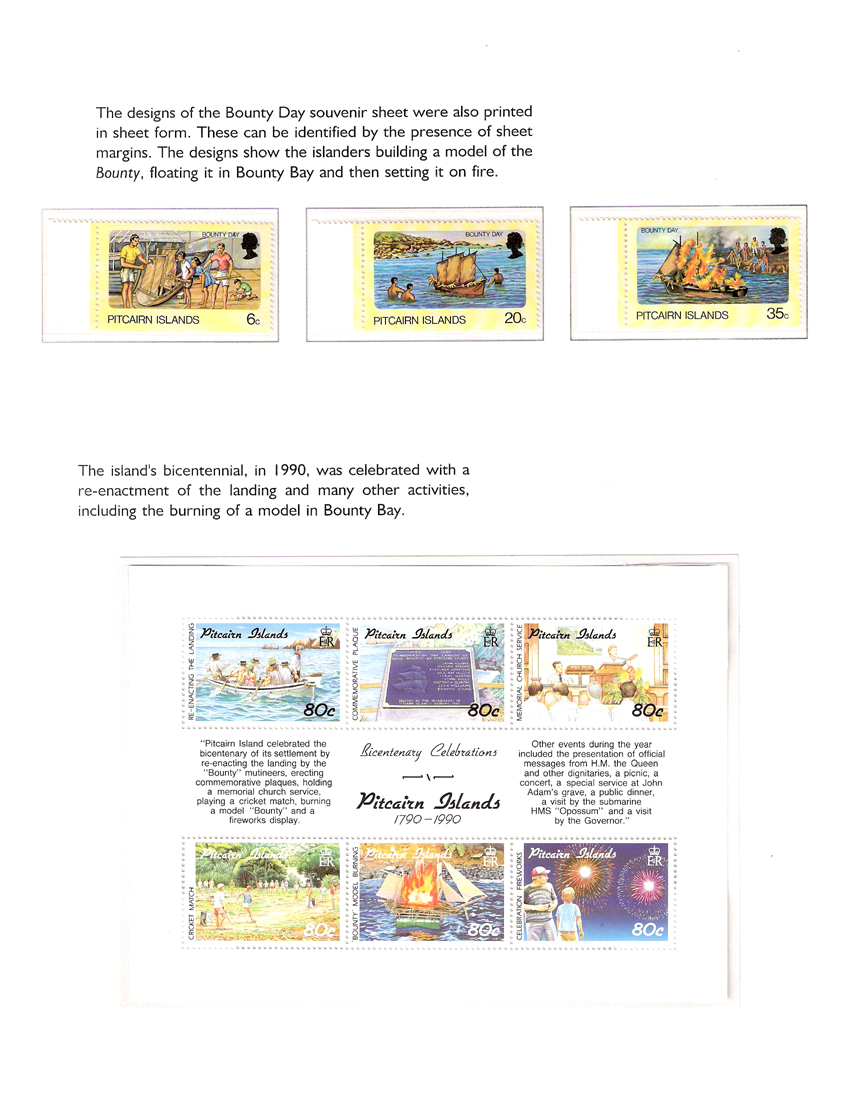 The designs of the Bounty Day souvenir sheet were also printed
in sheet form. These can be identified by the presence of sheet
margins. The designs show the islanders building a model of the
Bounty, floating it in Bounty Bay and then setting it on fire.
BOUNTY DAY
PITCAIRN ISLANDS 6c
BOUNTY DAY
PITCAIRN ISLANDS 20c
BOUNTY DAY
PITCAIRN ISLANDS 35c
The island's bicentennial, in 1990, was celebrated with a
re-enactment of the landing and many other activities,
including the burning of a model in Bounty Bay.
RE-ENACTING THE LANDING
Pitcairn Islands
E R
80c
COMMEMORATIVE PLAQUE
Pitcairn Islands
E R
80c
MEMORIAL CHURCH SERVICE
Pitcairn Islands
E R
80c
"Pitcairn Island celebrated the
bicentenary of its settlement by
re-enacting the landing by the
"Bounty" mutineers, erecting
commemorative plaques, holding
a memorial church service,
playing a cricket match, burning
a model "Bounty" and a
fireworks display.
Bicentenary Celebrations
Pitcairn Islands
1790-1990
Other events during the year
included the presentation of official
messages from H.M. the Queen
and other dignitaries, a picnic, a
concert, a special service at John
Adam's grave, a public dinner,
a visit by the submarine
HMS "Opossum" and a visit
by the Governor."
CRICKET MATCH
Pitcairn Islands
E R
80c
'BOUNTY' MODEL BURNING
Pitcairn Islands
E R
80c
CELEBRATION FIREWORKS
Pitcairn Islands
E R
80c